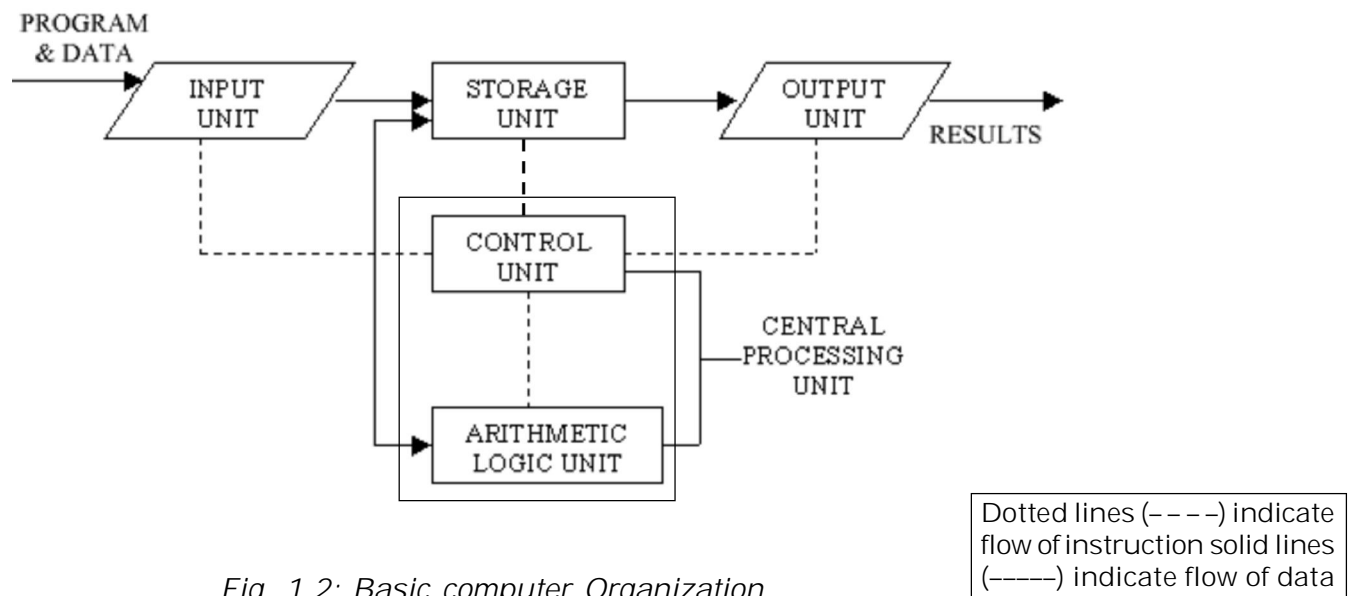 PROGRAM
& DATA
INPUT
UNIT
STORAGE
UNIT
OUTPUT
UNIT
RESULTS
CONTROL
UNIT
CENTRAL
PROCESSING
UNIT
ARITHMETIC
LOGIC UNIT
Dotted lines (– – – –) indicate
flow of instruction solid lines
(–––––) indicate flow of data
Fig. 1.2: Basic computer Organization